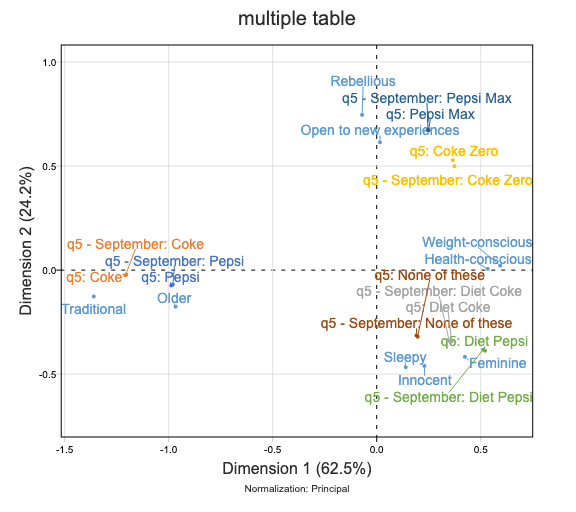 multiple table
1.0
Rebellious
q5 - September: Pepsi Max
q5: Pepsi Max
Open to new experiences
q5: Coke Zero
0.5
q5 - September: Coke Zero
Dimension 2 (24.2%)
Weight-conscious
q5 - September: Coke
Health-conscious
q5 - September: Pepsi
0.0
q5: Coke
q5: Pepsi
q5: None of these
q5 - September: Diet Coke
Older
Traditional
q5: Diet Coke
q5 - September: None of these
q5: Diet Pepsi
Sleepy
Feminine
-0.5
Innocent
q5 - September: Diet Pepsi
-1.5
-1.0
-0.5
0.0
0.5
Dimension 1 (62.5%)
Normalization: Principal